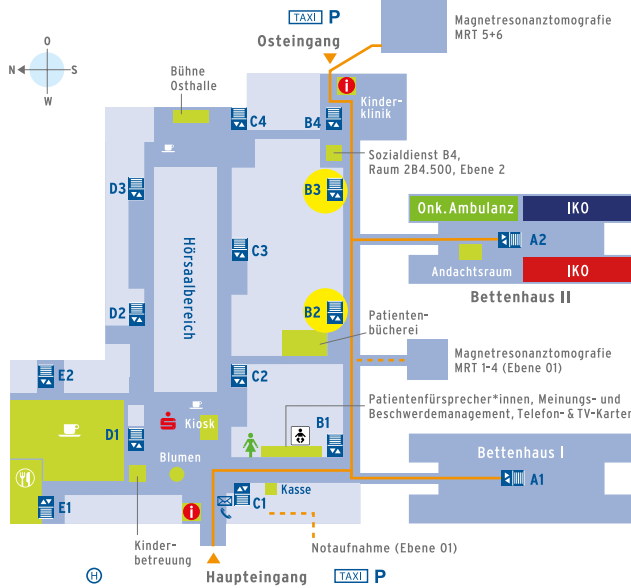 TAXI P
Osteingang
Magnetresonanztomografie
MRT 5+6
O
N S
W
Bühne
Osthalle
i
Kinder-
klinik
C4
B4
Sozialdienst B4,
Raum 2B4.500, Ebene 2
D3
B3
Onk.Ambulanz
IKO
Hörsaalbereich
C3
A2
Andachtsraum
IKO
Bettenhaus II
D2
B2
Patienten-
bücherei
Magnetresonanztomografie
MRT 1-4 (Ebene 01)
E2
C2
Patientenfürsprecher*innen, Meinungs- und
Beschwerdemanagement, Telefon- & TV-Karten
S
Kiosk
D1
B1
Bettenhaus I
Blumen
A1
Kasse
E1
i
C1
Kinder-
betreuung
Notaufnahme (Ebene 01)
H
Haupteingang
TAXI P